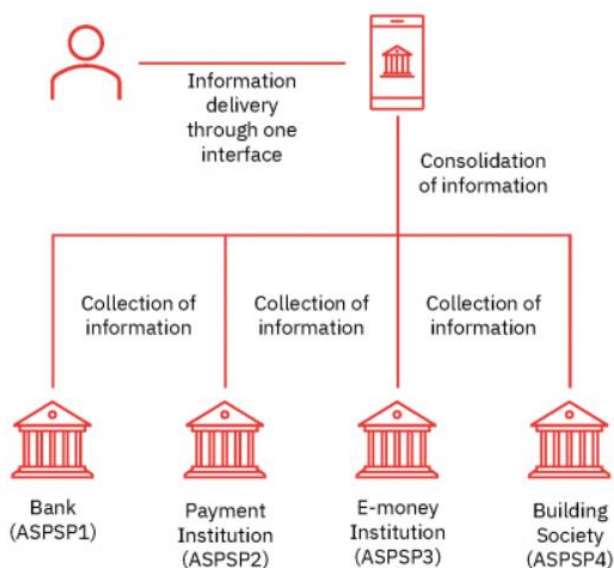 Information
delivery
through one
interface
Consolidation
of information
Collection of
information
Collection of
information
Collection of
information
Bank
(ASPSP1)
Payment
Institution
(ASPSP2)
E-money
Institution
(ASPSP3)
Building
Society
(ASPSP4)